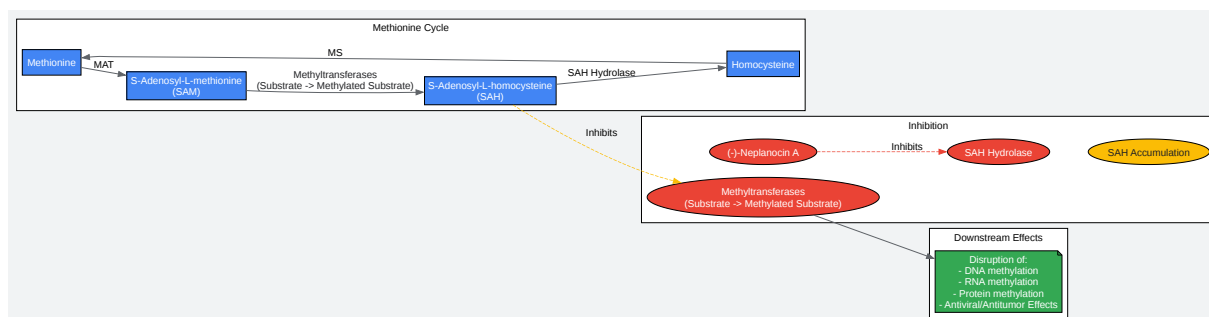 Methionine Cycle
Methionine
MAT
MS
S-Adenosyl-L-methionine
(SAM)
Methyltransferases
(Substrate -> Methylated Substrate)
S-Adenosyl-L-homocysteine
(SAH)
SAH Hydrolase
Homocysteine
Inhibits
Inhibition
(-)-Neplanocin A
Inhibits
SAH Hydrolase
SAH Accumulation
Methyltransferases
(Substrate -> Methylated Substrate)
Downstream Effects
Disruption of:
- DNA methylation
- RNA methylation
- Protein methylation
- Antiviral/Antitumor Effects